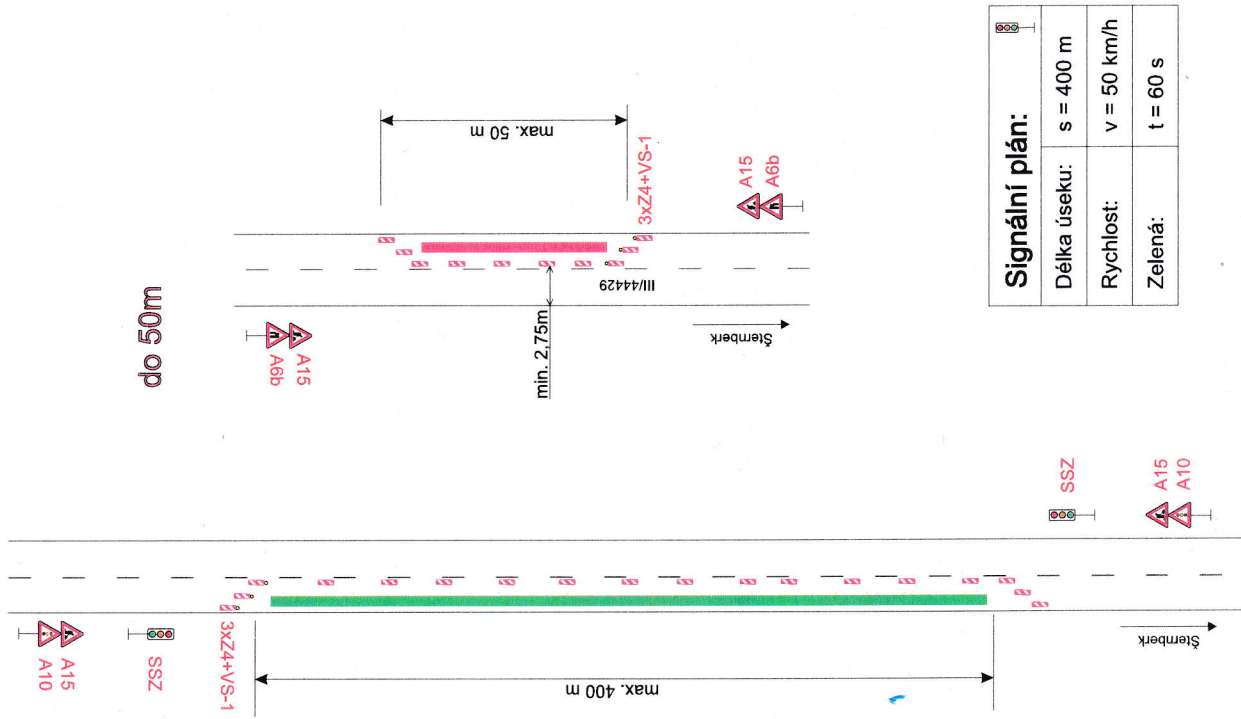 do 50m
A6b
A15
min. 2,75m
III/44429
Šternberk
max. 50 m
3xZ4+VS-1
A15
A6b
A10
A15
SSZ
3xZ4+VS-1
max. 400 m
Šternberk
SSZ
A15
A10
Signální plán:
Délka úseku: s = 400 m
Rychlost: v = 50 km/h
Zelená: t = 60 s